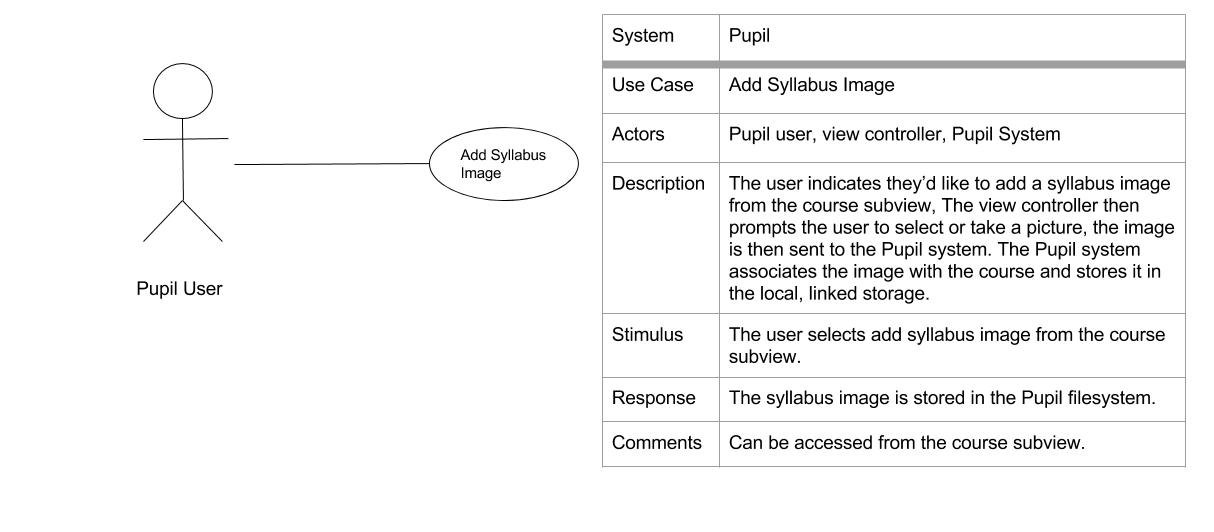 Add Syllabus
Image
Pupil User
System Pupil
Use Case Add Syllabus Image
Actors Pupil user, view controller, Pupil System
Description The user indicates they’d like to add a syllabus image
from the course subview, The view controller then
prompts the user to select or take a picture, the image
is then sent to the Pupil system. The Pupil system
associates the image with the course and stores it in
the local, linked storage.
Stimulus The user selects add syllabus image from the course
subview.
Response The syllabus image is stored in the Pupil filesystem.
Comments Can be accessed from the course subview.